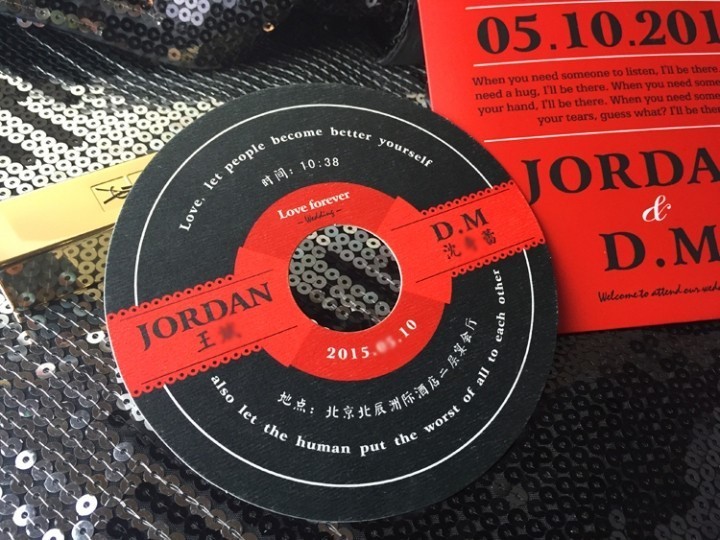 Love, let people become better yourself
时间: 10:38
Love forever
Wedding
JORDAN
王
D.M
沈 蕾
2015. .10
地点: 北京北辰洲际酒店二层宴会厅
also let the human put the worst of all to each other
05.10.201
When you need someone to listen, I'll be there.
need a hug, I'll be there. When you need some
your hand, I'll be there. When you need some
your tears, guess what? I'll be the
JORDA
&
D.M
Welcome to attend our wedd